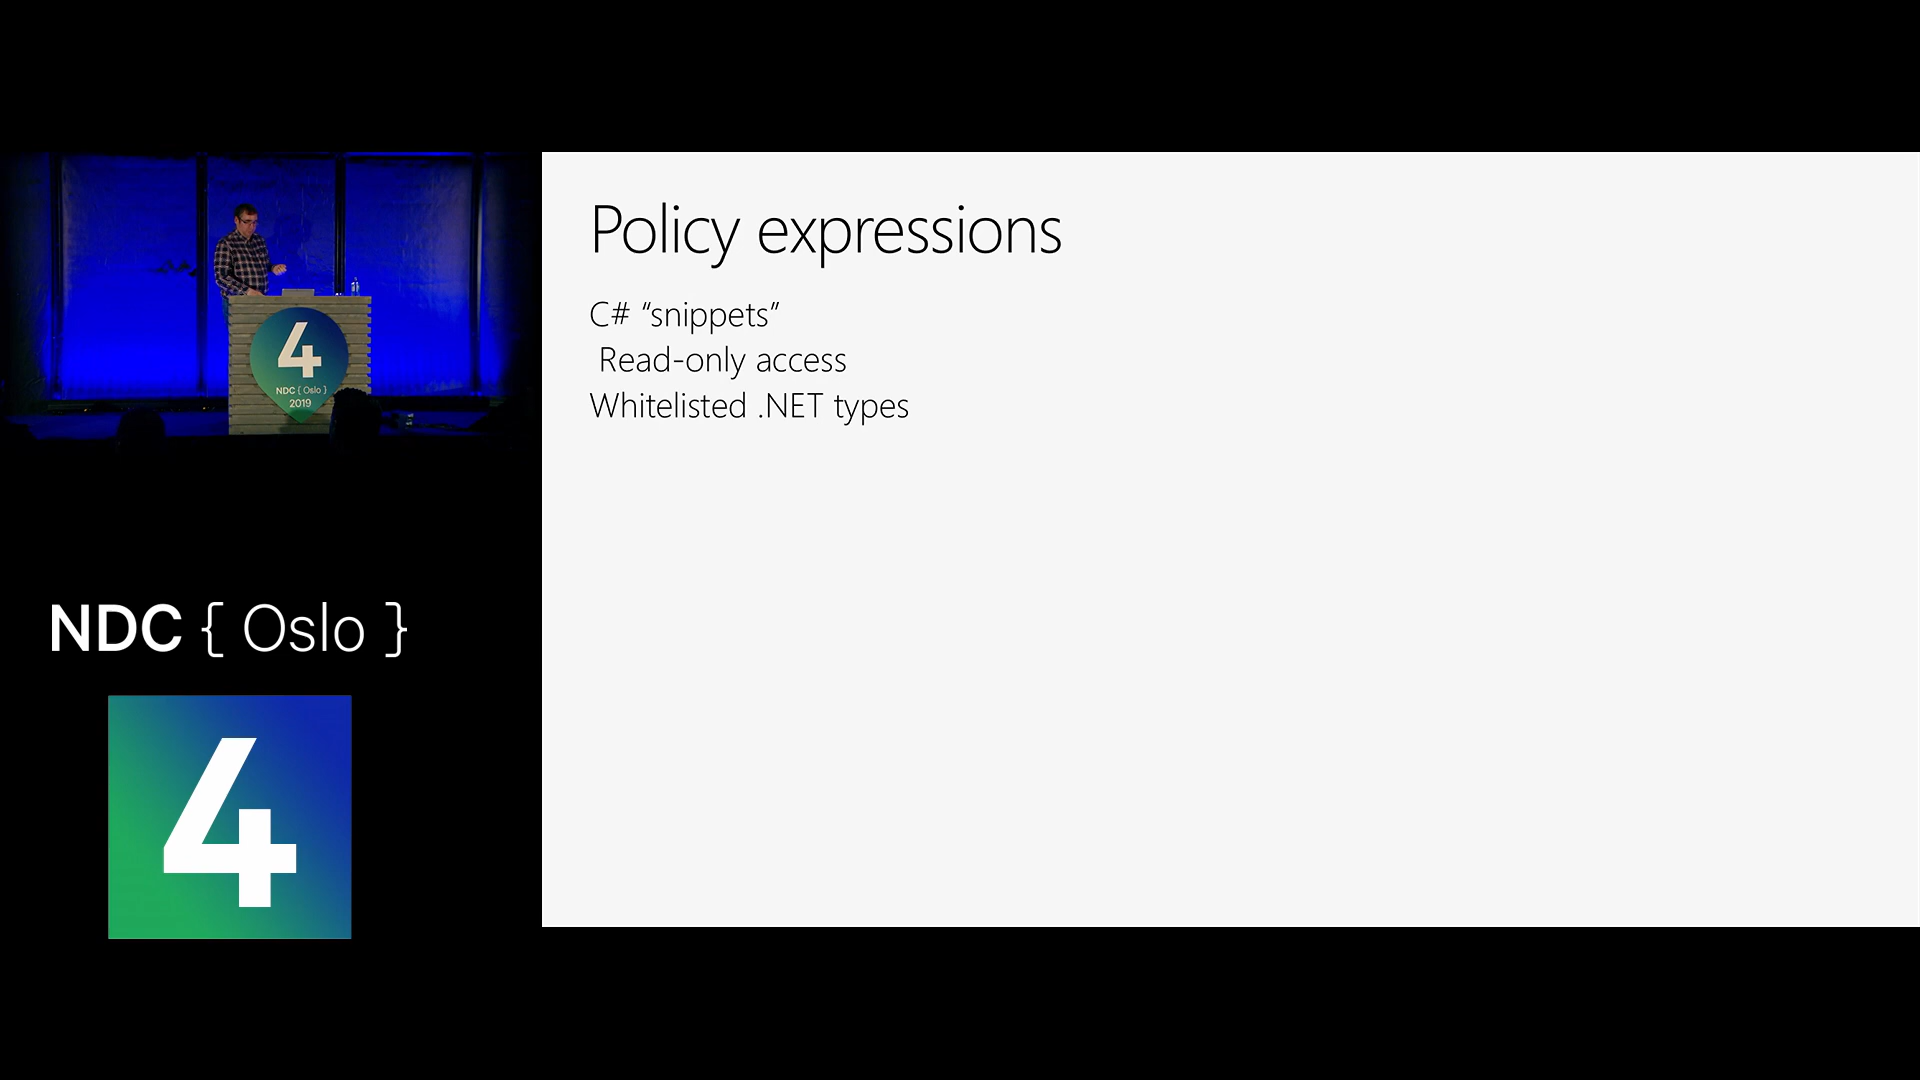 4
NDC { Oslo }
2019
NDC { Oslo }
4
Policy expressions
C# “snippets”
Read-only access
Whitelisted .NET types